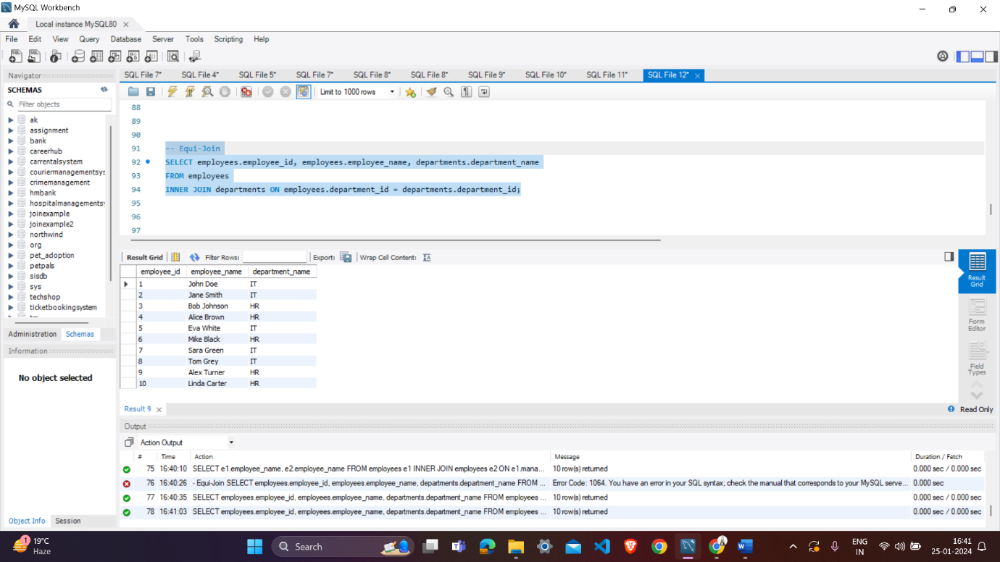 MySQL Workbench
Local instance MySQL80
File Edit View Query Database Server Tools Scripting Help
Navigator
SCHEMAS
Filter objects
ak
assignment
bank
careerhub
carrentalsystem
couriermanagementsys
crimemanagement
hmbank
hospitalmanagementsy
joinexample
joinexample2
northwind
org
pet_adoption
petpals
sisdb
sys
techshop
ticketbookingsystem
Administration Schemas
Information
No object selected
Object Info Session
SQL File 7* SQL File 4* SQL File 5* SQL File 7* SQL File 8* SQL File 8* SQL File 9* SQL File 10* SQL File 11* SQL File 12*
Limit to 1000 rows
88
89
90
91 -- Equi-Join
92 SELECT employees.employee_id, employees.employee_name, departments.department_name
93 FROM employees
94 INNER JOIN departments ON employees.department_id = departments.department_id;
95
96
97
Result Grid Filter Rows: Export: Wrap Cell Content:
employee_id employee_name department_name
1 John Doe IT
2 Jane Smith IT
3 Bob Johnson HR
4 Alice Brown HR
5 Eva White IT
6 Mike Black HR
7 Sara Green IT
8 Tom Grey IT
9 Alex Turner HR
10 Linda Carter HR
Result Grid
Form Editor
Field Types
Result 9
Read Only
Output
Action Output
# Time Action Message Duration / Fetch
75 16:40:10 SELECT e1.employee_name, e2.employee_name FROM employees e1 INNER JOIN employees e2 ON e1.mana... 10 row(s) returned 0.000 sec / 0.000 sec
76 16:40:26 - Equi-Join SELECT employees.employee_id, employees.employee_name, departments.department_name FROM ... Error Code: 1064. You have an error in your SQL syntax; check the manual that corresponds to your MySQL serve... 0.000 sec
77 16:40:35 SELECT employees.employee_id, employees.employee_name, departments.department_name FROM employees ... 10 row(s) returned 0.000 sec / 0.000 sec
78 16:41:03 SELECT employees.employee_id, employees.employee_name, departments.department_name FROM employees ... 10 row(s) returned 0.000 sec / 0.000 sec
1
19°C
Haze
Search
ENG
IN
16:41
25-01-2024